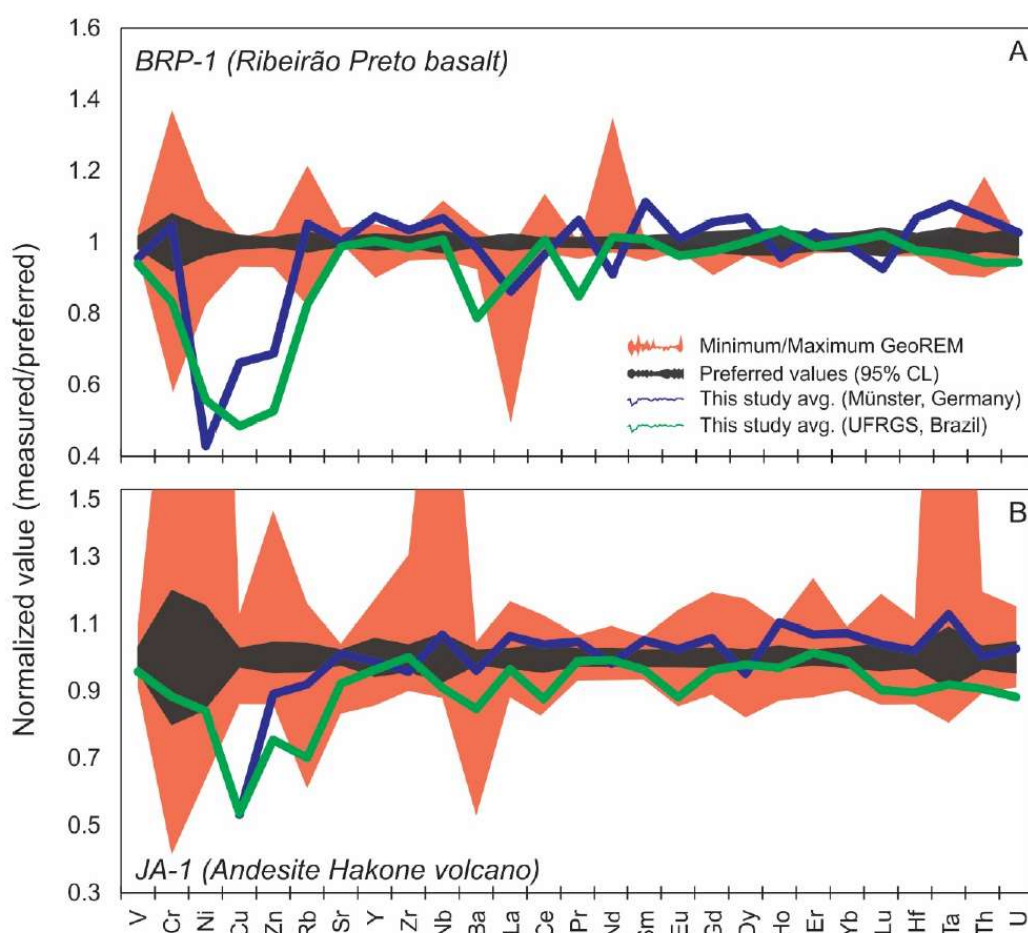 1.6
BRP-1 (Ribeirão Preto basalt)
A
1.4
1.2
1
0.8
Minimum/Maximum GeoREM
Preferred values (95% CL)
0.6
This study avg. (Münster, Germany)
This study avg. (UFRGS, Brazil)
0.4
Normalized value (measured/preferred)
1.5
B
1.3
1.1
0.9
0.7
0.5
JA-1 (Andesite Hakone volcano)
0.3
V Cr Ni Cu Zn Rb Sr Y Zr Nb Ba La Ce Pr Nd Sm Eu Gd Dy Ho Er Yb Lu Hf Ta Th U